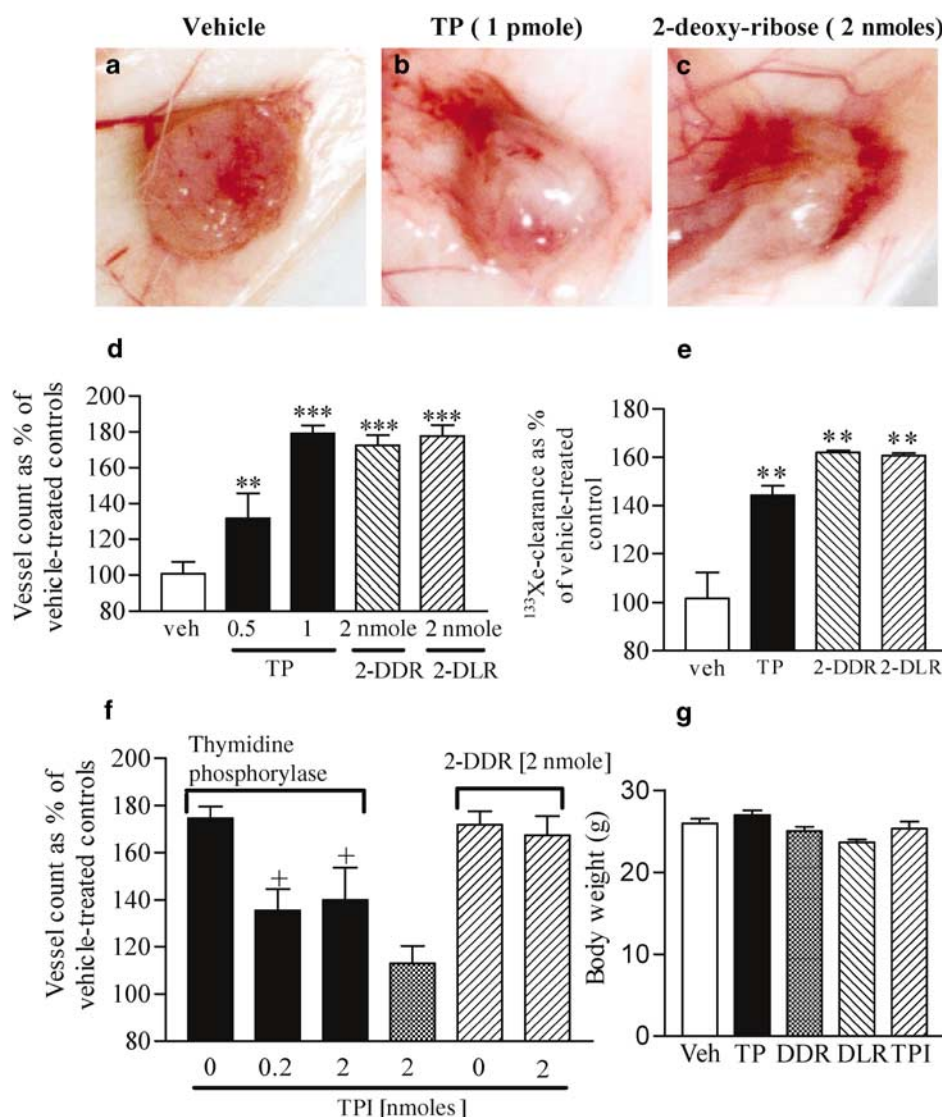 Vehicle
TP ( 1 pmole)
2-deoxy-ribose ( 2 nmoles)
a
b
c
d
Vessel count as % of
vehicle-treated controls
200
180
160
140
120
100
80
**
***
***
***
veh
0.5
1
2 nmole
2 nmole
TP
2-DDR
2-DLR
e
133Xe-clearance as %
of vehicle-treated
control
180
160
140
120
100
80
**
**
**
veh
TP
2-DDR
2-DLR
f
Vessel count as % of
vehicle-treated controls
200
180
160
140
120
100
80
Thymidine
phosphorylase
+
+
2-DDR [2 nmole]
0
0.2
2
2
0
2
TPI [nmoles]
g
Body weight (g)
30
20
10
0
Veh
TP
DDR
DLR
TPI